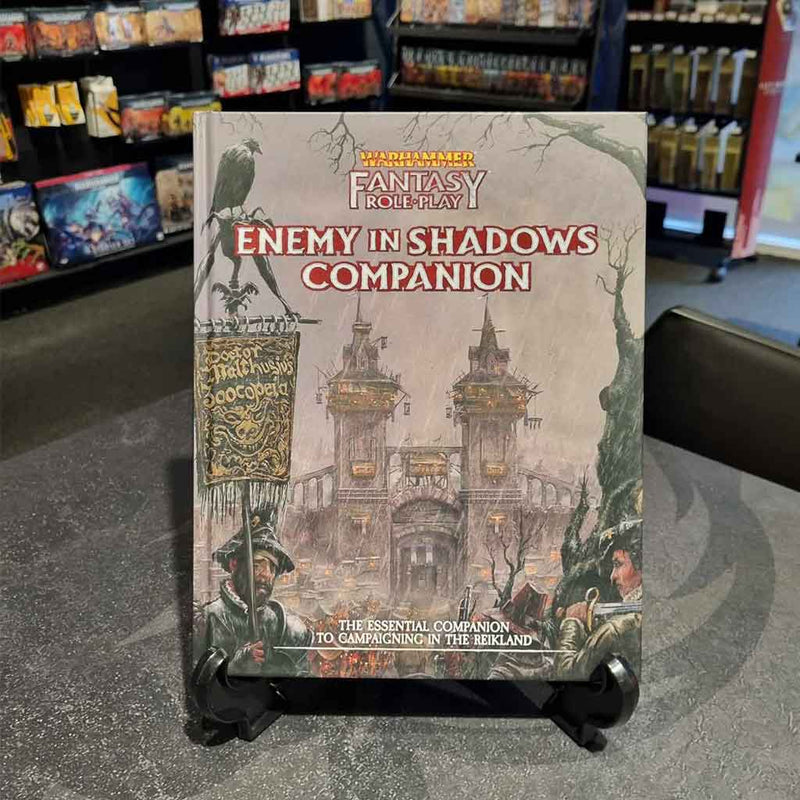 WARHAMMER
FANTASY
ROLE·PLAY
ENEMY IN SHADOWS
COMPANION
Doctor
Malthusius
Zoocopeia
THE ESSENTIAL COMPANION
TO CAMPAIGNING IN THE REIKLAND